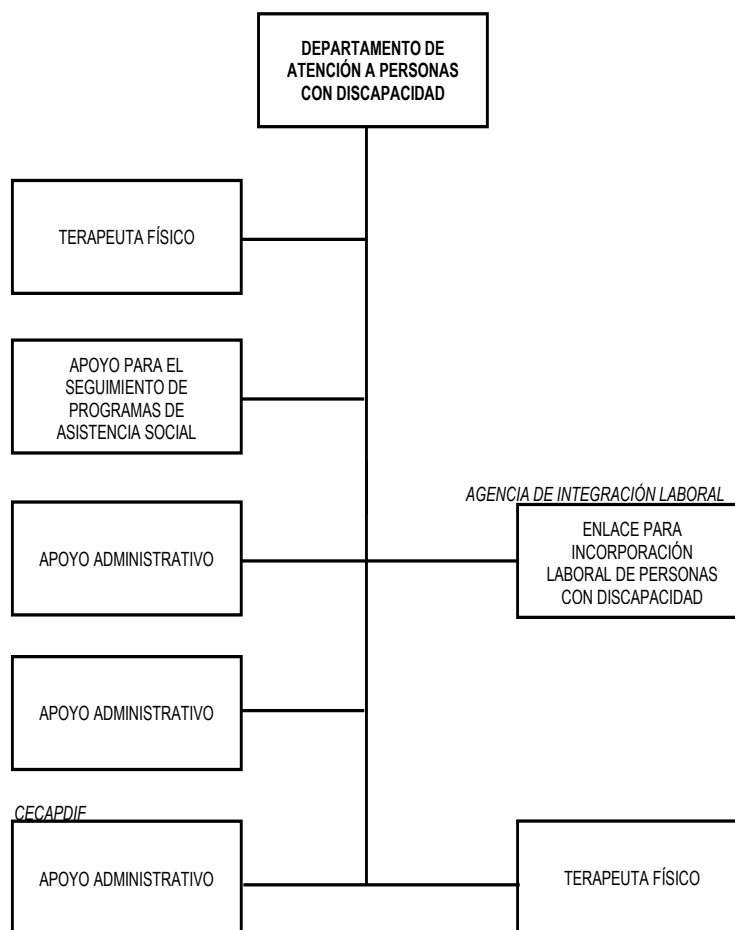 DEPARTAMENTO DE
ATENCIÓN A PERSONAS
CON DISCAPACIDAD
TERAPEUTA FÍSICO
APOYO PARA EL
SEGUIMIENTO DE
PROGRAMAS DE
ASISTENCIA SOCIAL
AGENCIA DE INTEGRACIÓN LABORAL
APOYO ADMINISTRATIVO
ENLACE PARA
INCORPORACIÓN
LABORAL DE PERSONAS
CON DISCAPACIDAD
APOYO ADMINISTRATIVO
CECAPDIF
APOYO ADMINISTRATIVO
TERAPEUTA FÍSICO